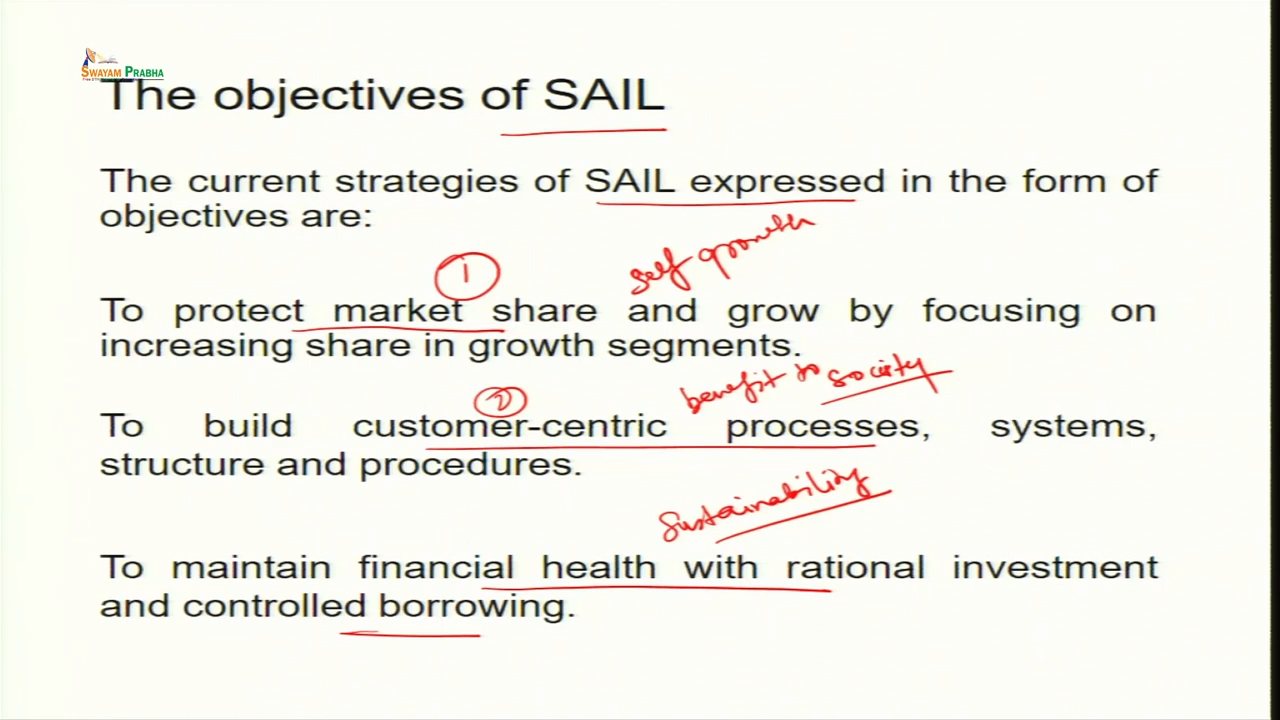 SWAYAM PRABHA
The objectives of SAIL
The current strategies of SAIL expressed in the form of
objectives are:
1
self growth
To protect market share and grow by focusing on
increasing share in growth segments.
2
benefit to society
To build customer-centric processes, systems,
structure and procedures.
Sustainability
To maintain financial health with rational investment
and controlled borrowing.